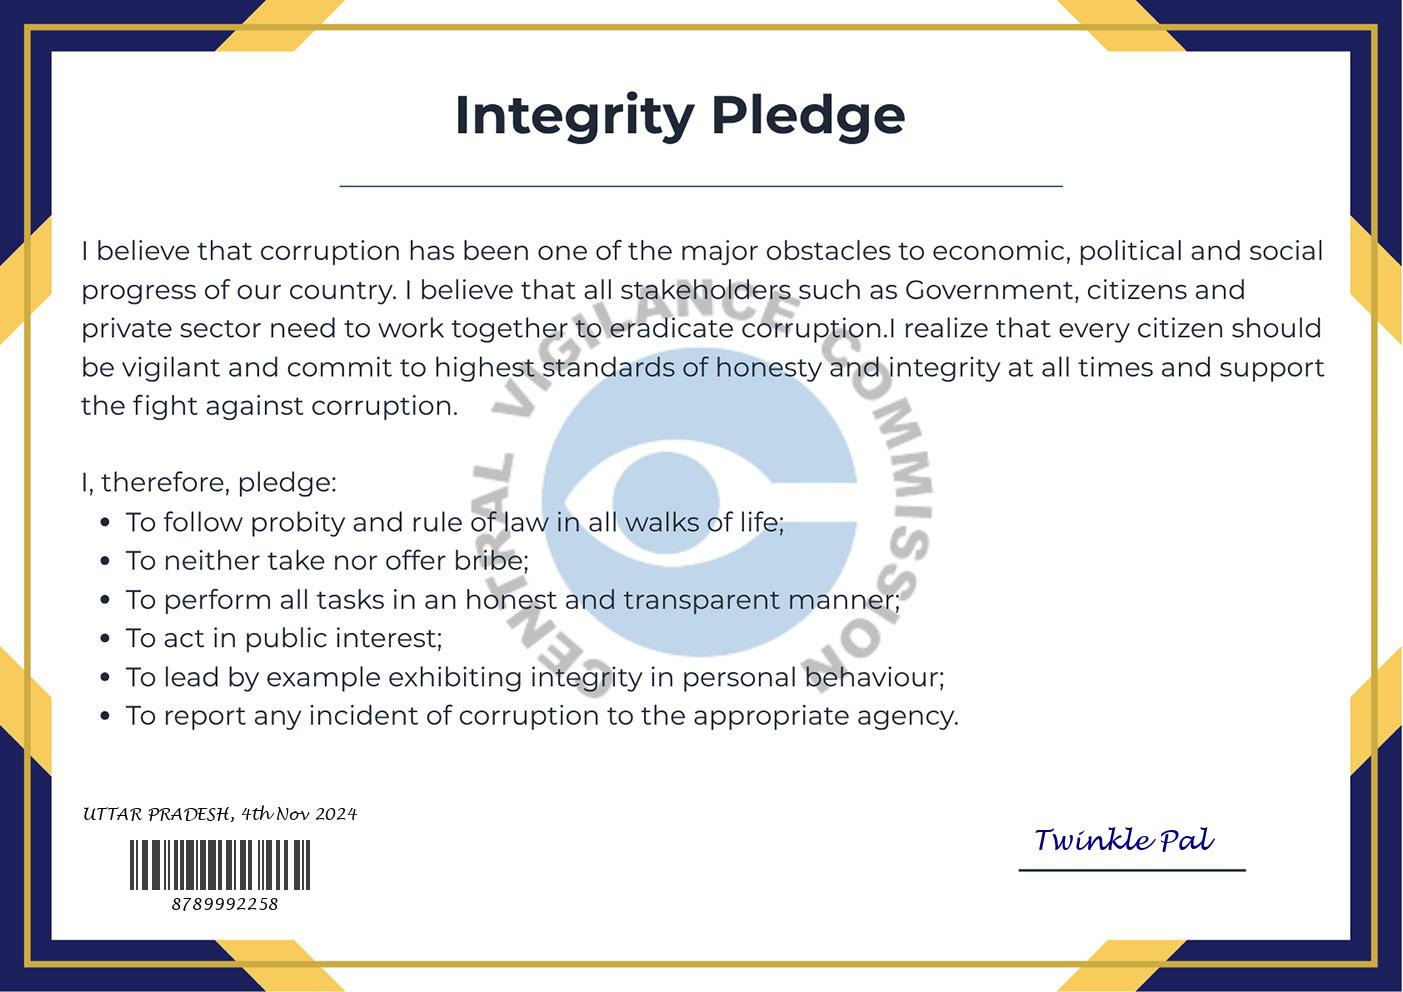 Integrity Pledge
I believe that corruption has been one of the major obstacles to economic, political and social
progress of our country. I believe that all stakeholders such as Government, citizens and
private sector need to work together to eradicate corruption.I realize that every citizen should
be vigilant and commit to highest standards of honesty and integrity at all times and support
the fight against corruption.
I, therefore, pledge:
• To follow probity and rule of law in all walks of life;
• To neither take nor offer bribe;
• To perform all tasks in an honest and transparent manner;
• To act in public interest;
• To lead by example exhibiting integrity in personal behaviour;
• To report any incident of corruption to the appropriate agency.
CENTRAL VIGILANCE COMMISSION
UTTAR PRADESH, 4th Nov 2024
8789992258
Twinkle Pal